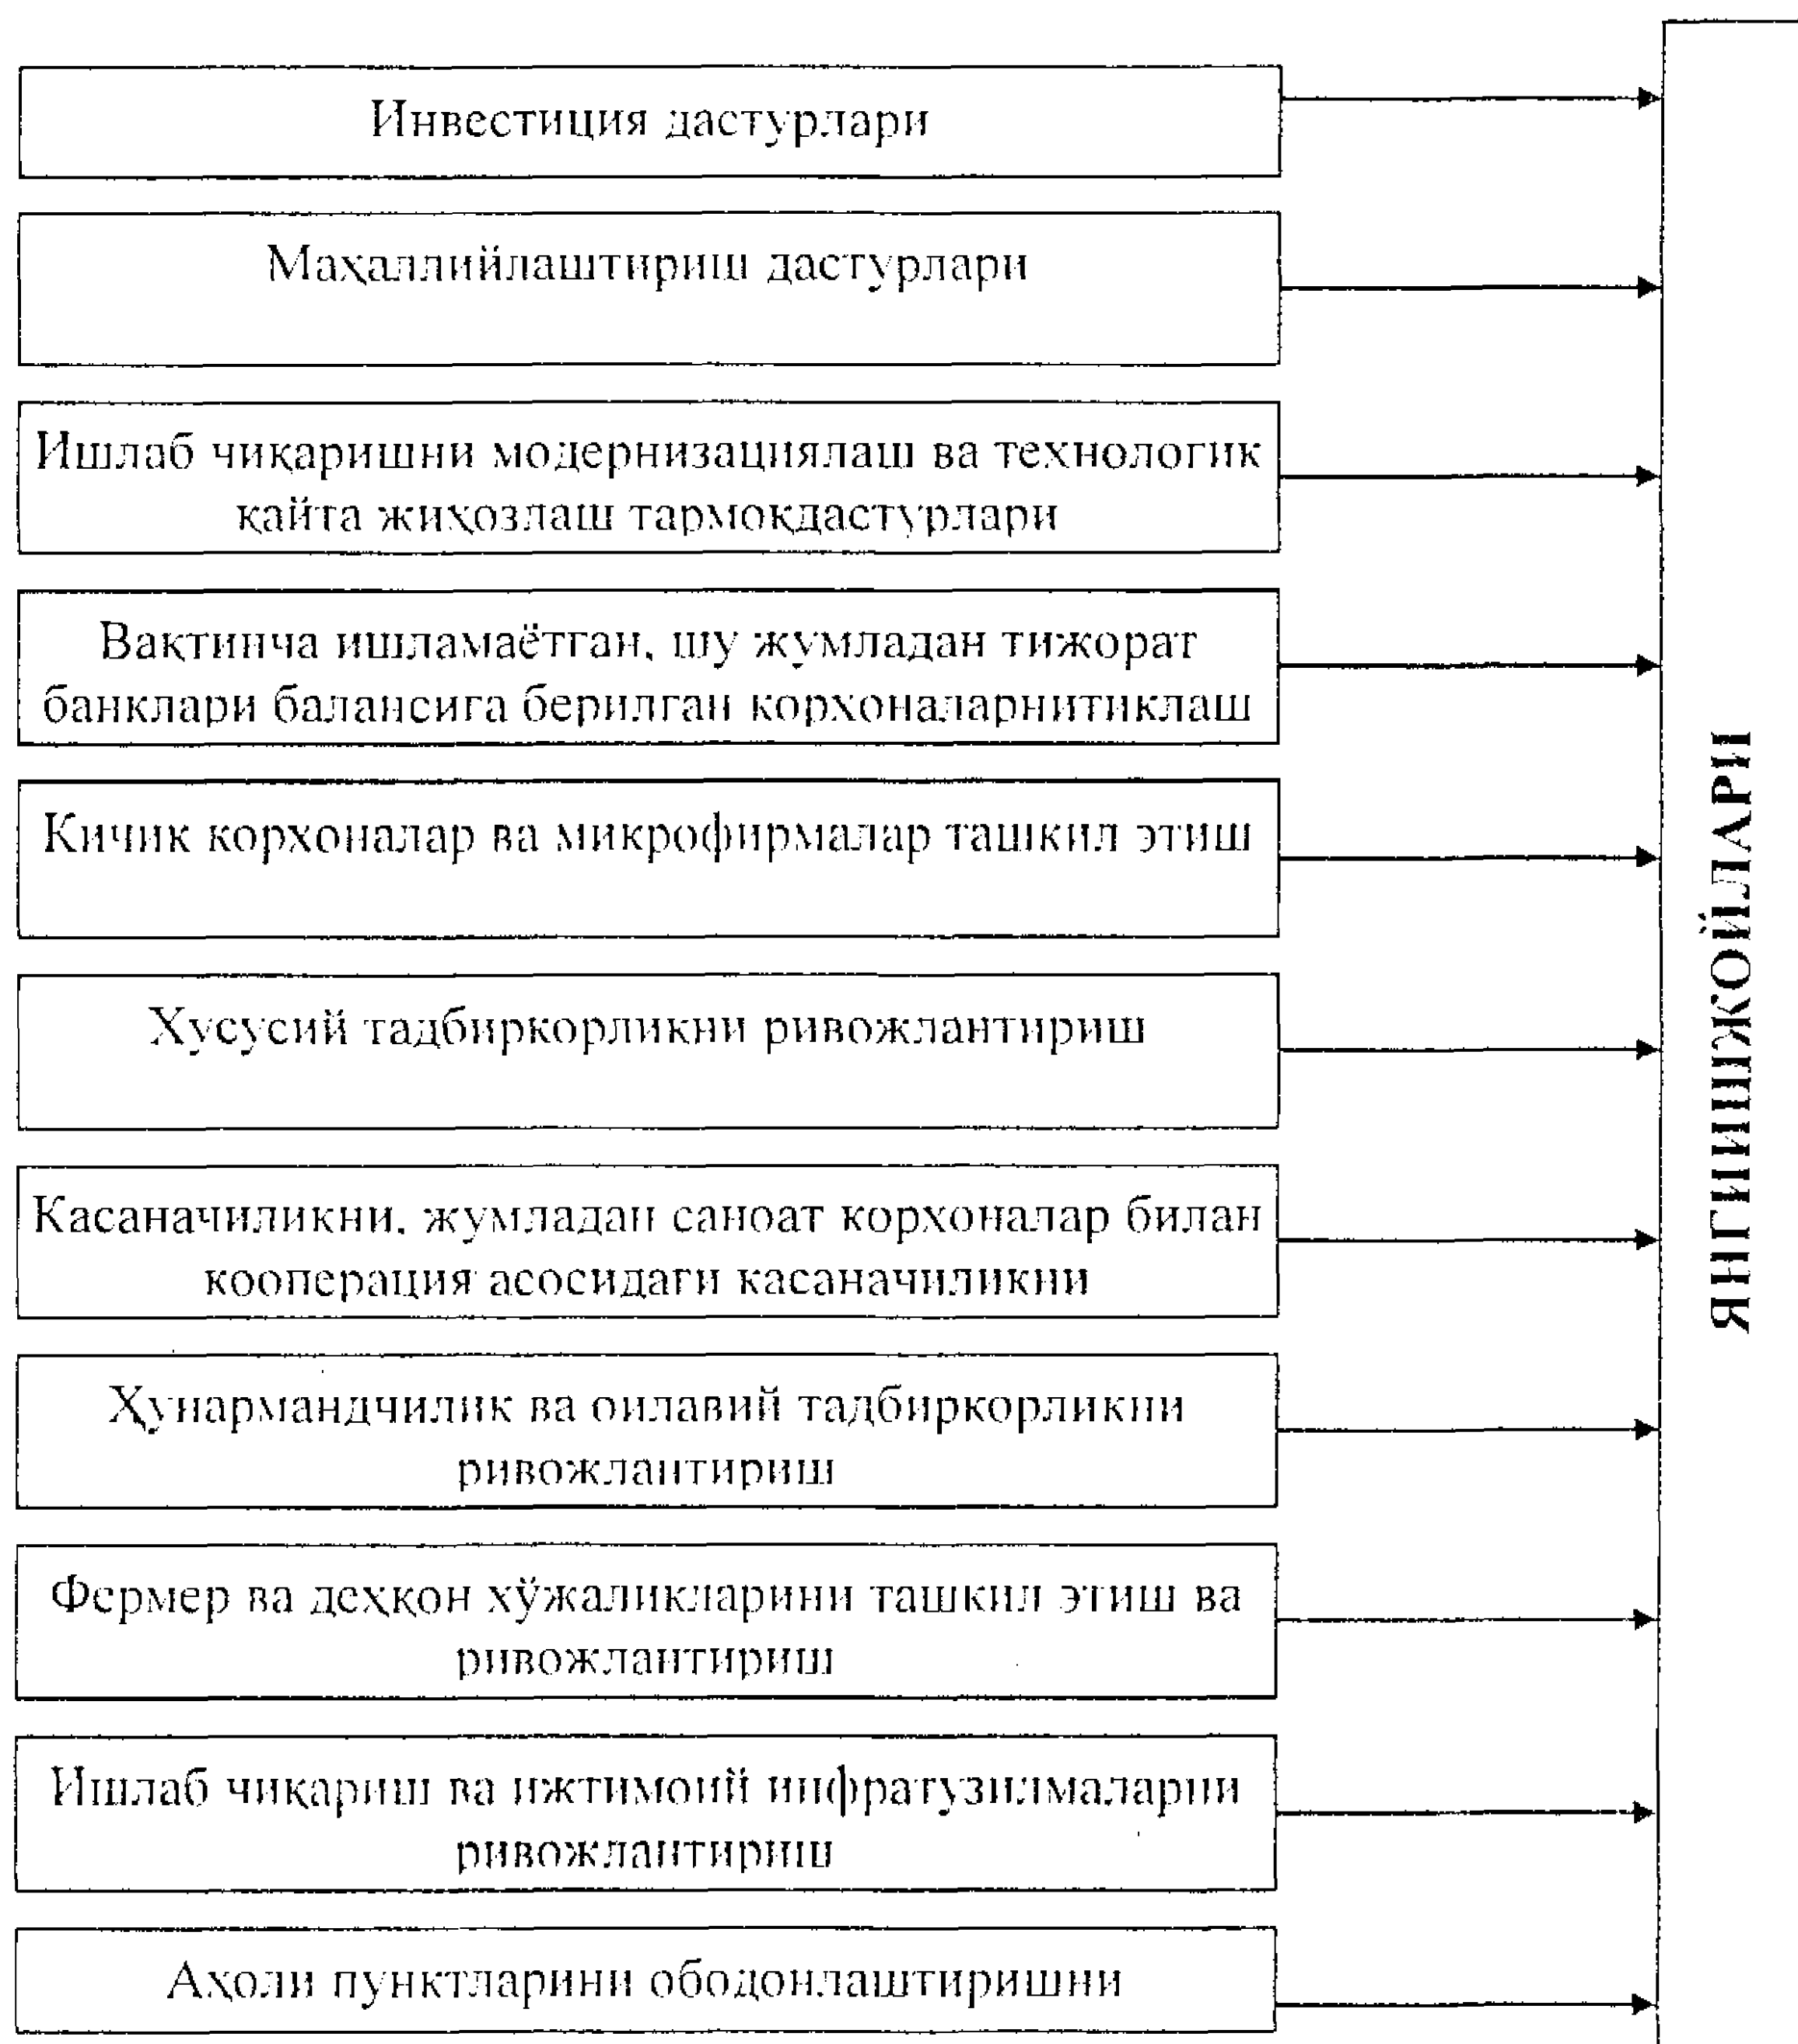 Инвестиция дастурлари
Маҳаллийлаштириш дастурлари
Ишлаб чиқаришни модернизациялаш ва технологик
қайта жиҳозлаш тармоқдастурлари
Вақтинча ишламаётган, шу жумладан тижорат
банклари балансига берилган корхоналарнитиклаш
Кичик корхоналар ва микрофирмалар ташкил этиш
Хусусий тадбиркорликни ривожлантириш
Касаначиликни, жумладан саноат корхоналар билан
кооперация асосидаги касаначиликни
Ҳунармандчилик ва оилавий тадбиркорликни
ривожлантириш
Фермер ва деҳқон хўжаликларини ташкил этиш ва
ривожлантириш
Ишлаб чиқариш ва ижтимоий инфратузилмаларни
ривожлантириш
Аҳоли пунктларини ободонлаштиришни
ЯНГИИШЖОЙЛАРИ